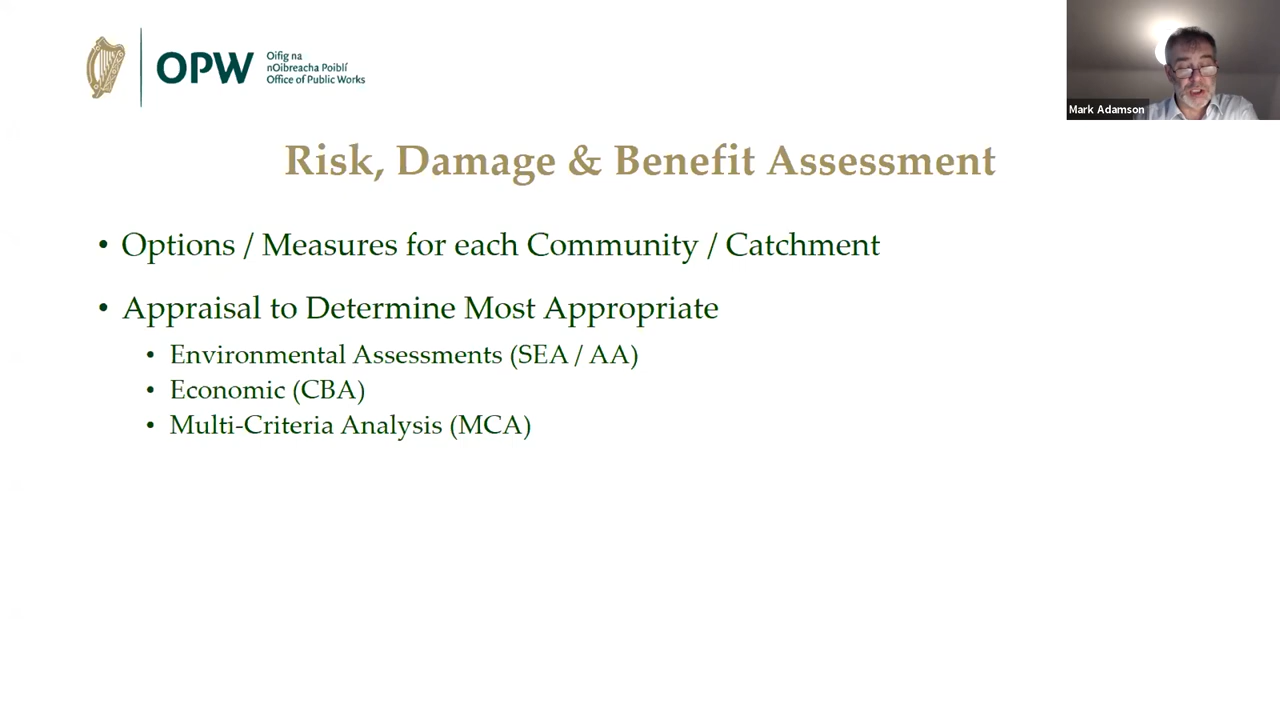 OPW
Oifig na
nOibreacha Poiblí
Office of Public Works
Mark Adamson
Risk, Damage & Benefit Assessment
• Options / Measures for each Community / Catchment
• Appraisal to Determine Most Appropriate
• Environmental Assessments (SEA / AA)
• Economic (CBA)
• Multi-Criteria Analysis (MCA)